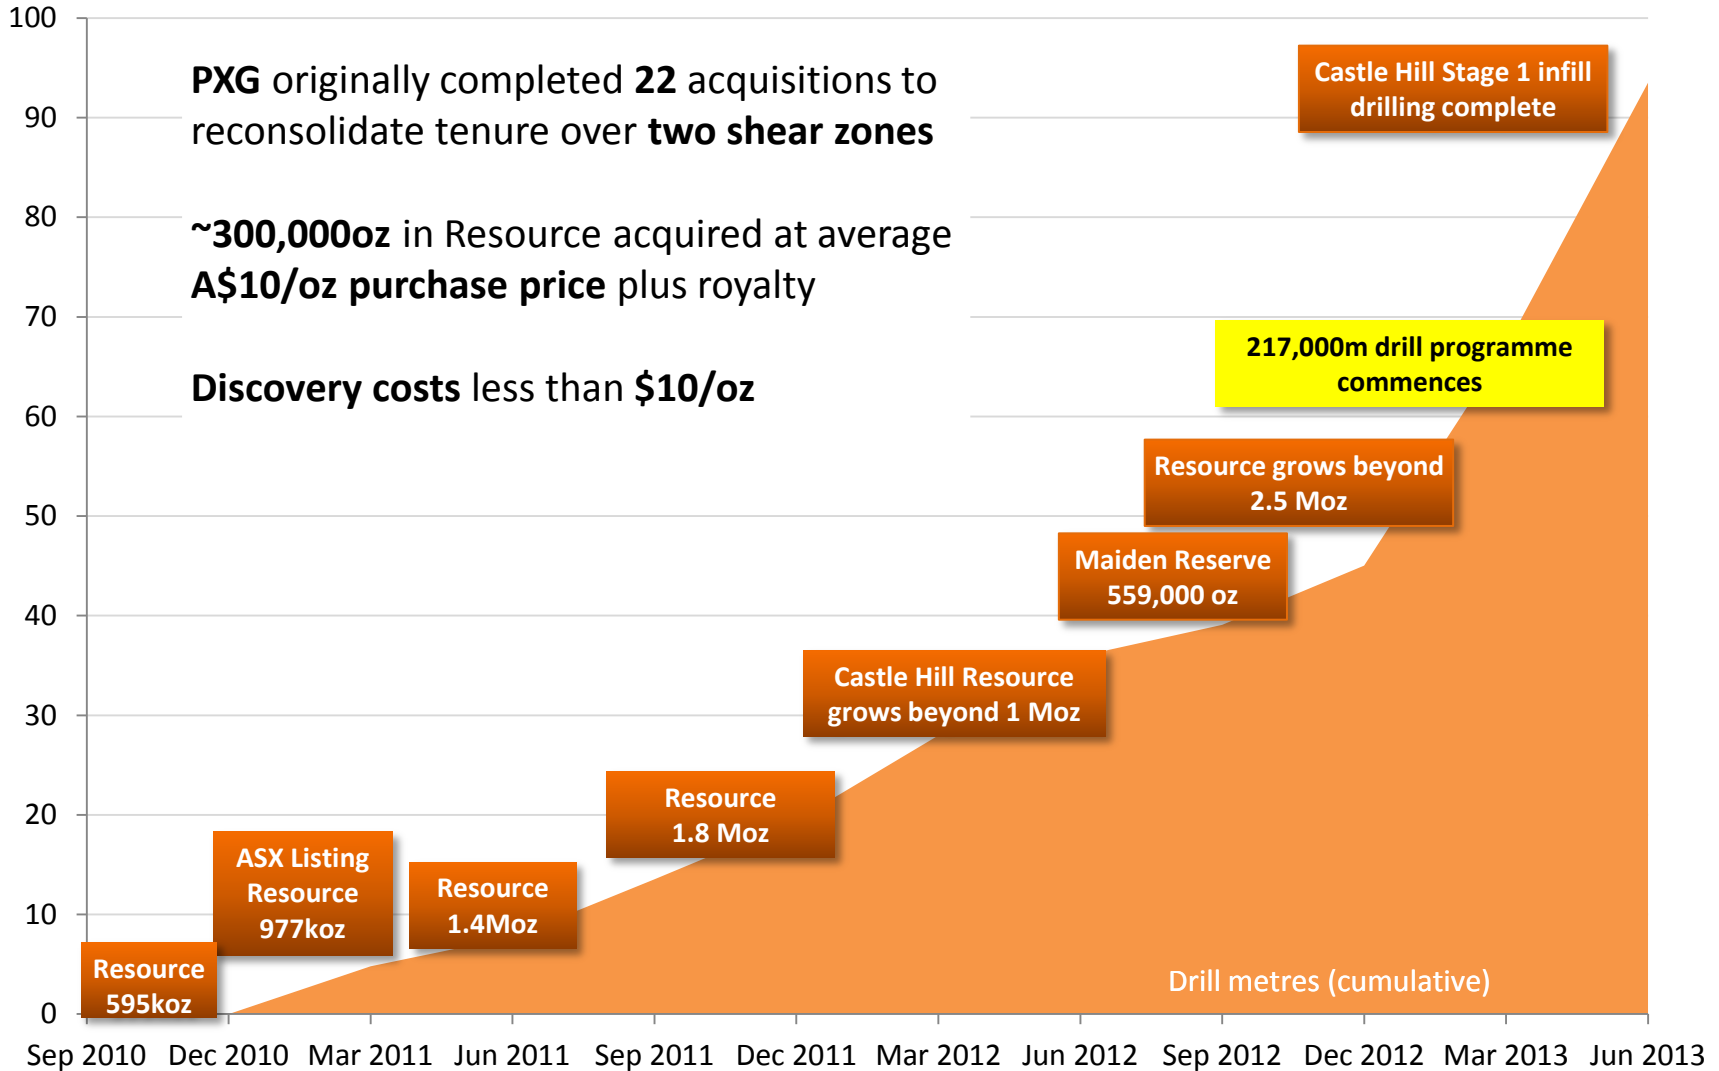 100
90
80
70
60
50
40
30
20
10
0
PXG originally completed 22 acquisitions to
reconsolidate tenure over two shear zones
~300,000oz in Resource acquired at average
A$10/oz purchase price plus royalty
Discovery costs less than $10/oz
Castle Hill Stage 1 infill
drilling complete
217,000m drill programme
commences
Resource grows beyond
2.5 Moz
Maiden Reserve
559,000 oz
Castle Hill Resource
grows beyond 1 Moz
Resource
1.8 Moz
ASX Listing
Resource
977koz
Resource
1.4Moz
Resource
595koz
Drill metres (cumulative)
Sep 2010 Dec 2010 Mar 2011 Jun 2011 Sep 2011 Dec 2011 Mar 2012 Jun 2012 Sep 2012 Dec 2012 Mar 2013 Jun 2013